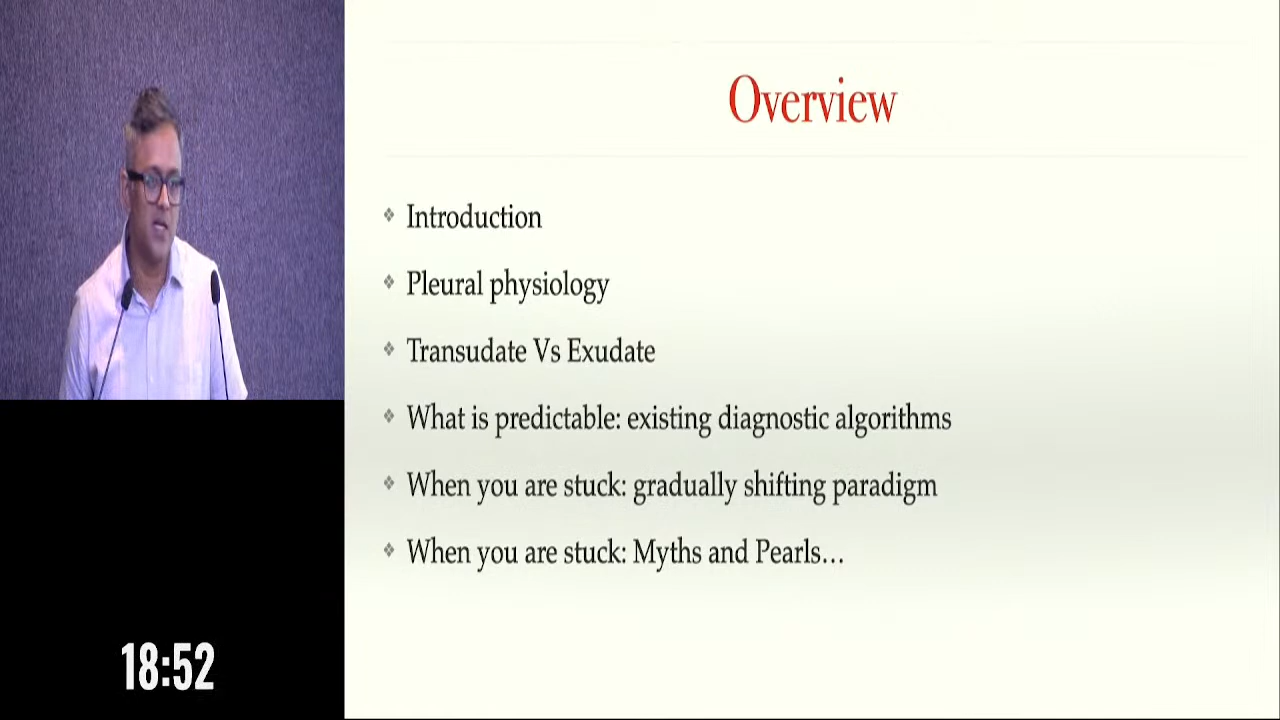 Overview
Introduction
Pleural physiology
Transudate Vs Exudate
What is predictable: existing diagnostic algorithms
When you are stuck: gradually shifting paradigm
When you are stuck: Myths and Pearls…
18:52